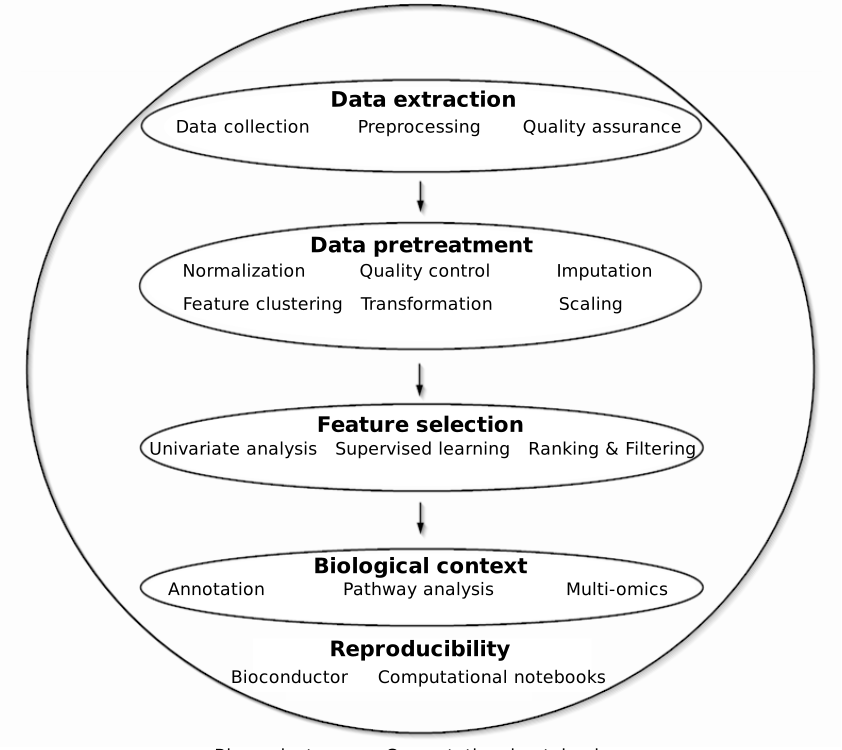 Data extraction
Data collection Preprocessing Quality assurance
Data pretreatment
Normalization Quality control Imputation
Feature clustering Transformation Scaling
Feature selection
Univariate analysis Supervised learning Ranking & Filtering
Biological context
Annotation Pathway analysis Multi-omics
Reproducibility
Bioconductor Computational notebooks